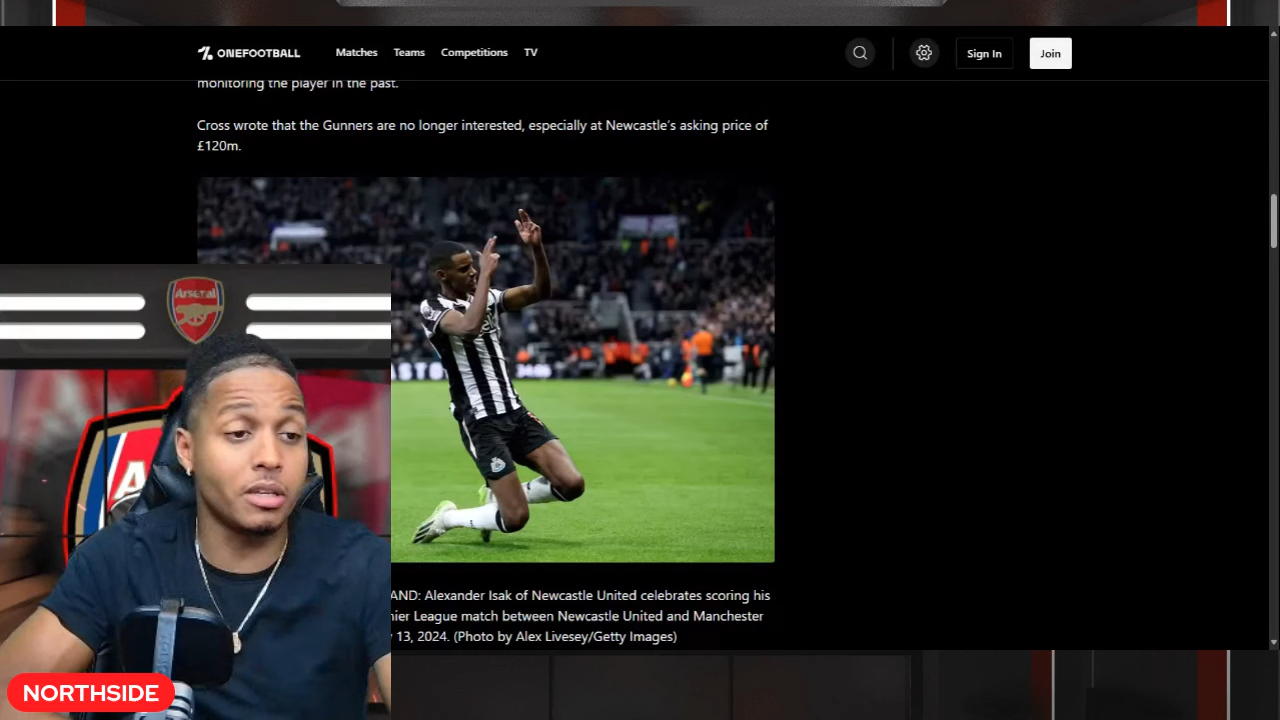 ONEFOOTBALL
Matches
Teams
Competitions
TV
Sign In
Join
monitoring the player in the past.
Cross wrote that the Gunners are no longer interested, especially at Newcastle's asking price of
£120m.
Arsenal
AND: Alexander Isak of Newcastle United celebrates scoring his
nier League match between Newcastle United and Manchester
13, 2024. (Photo by Alex Livesey/Getty Images)
NORTHSIDE